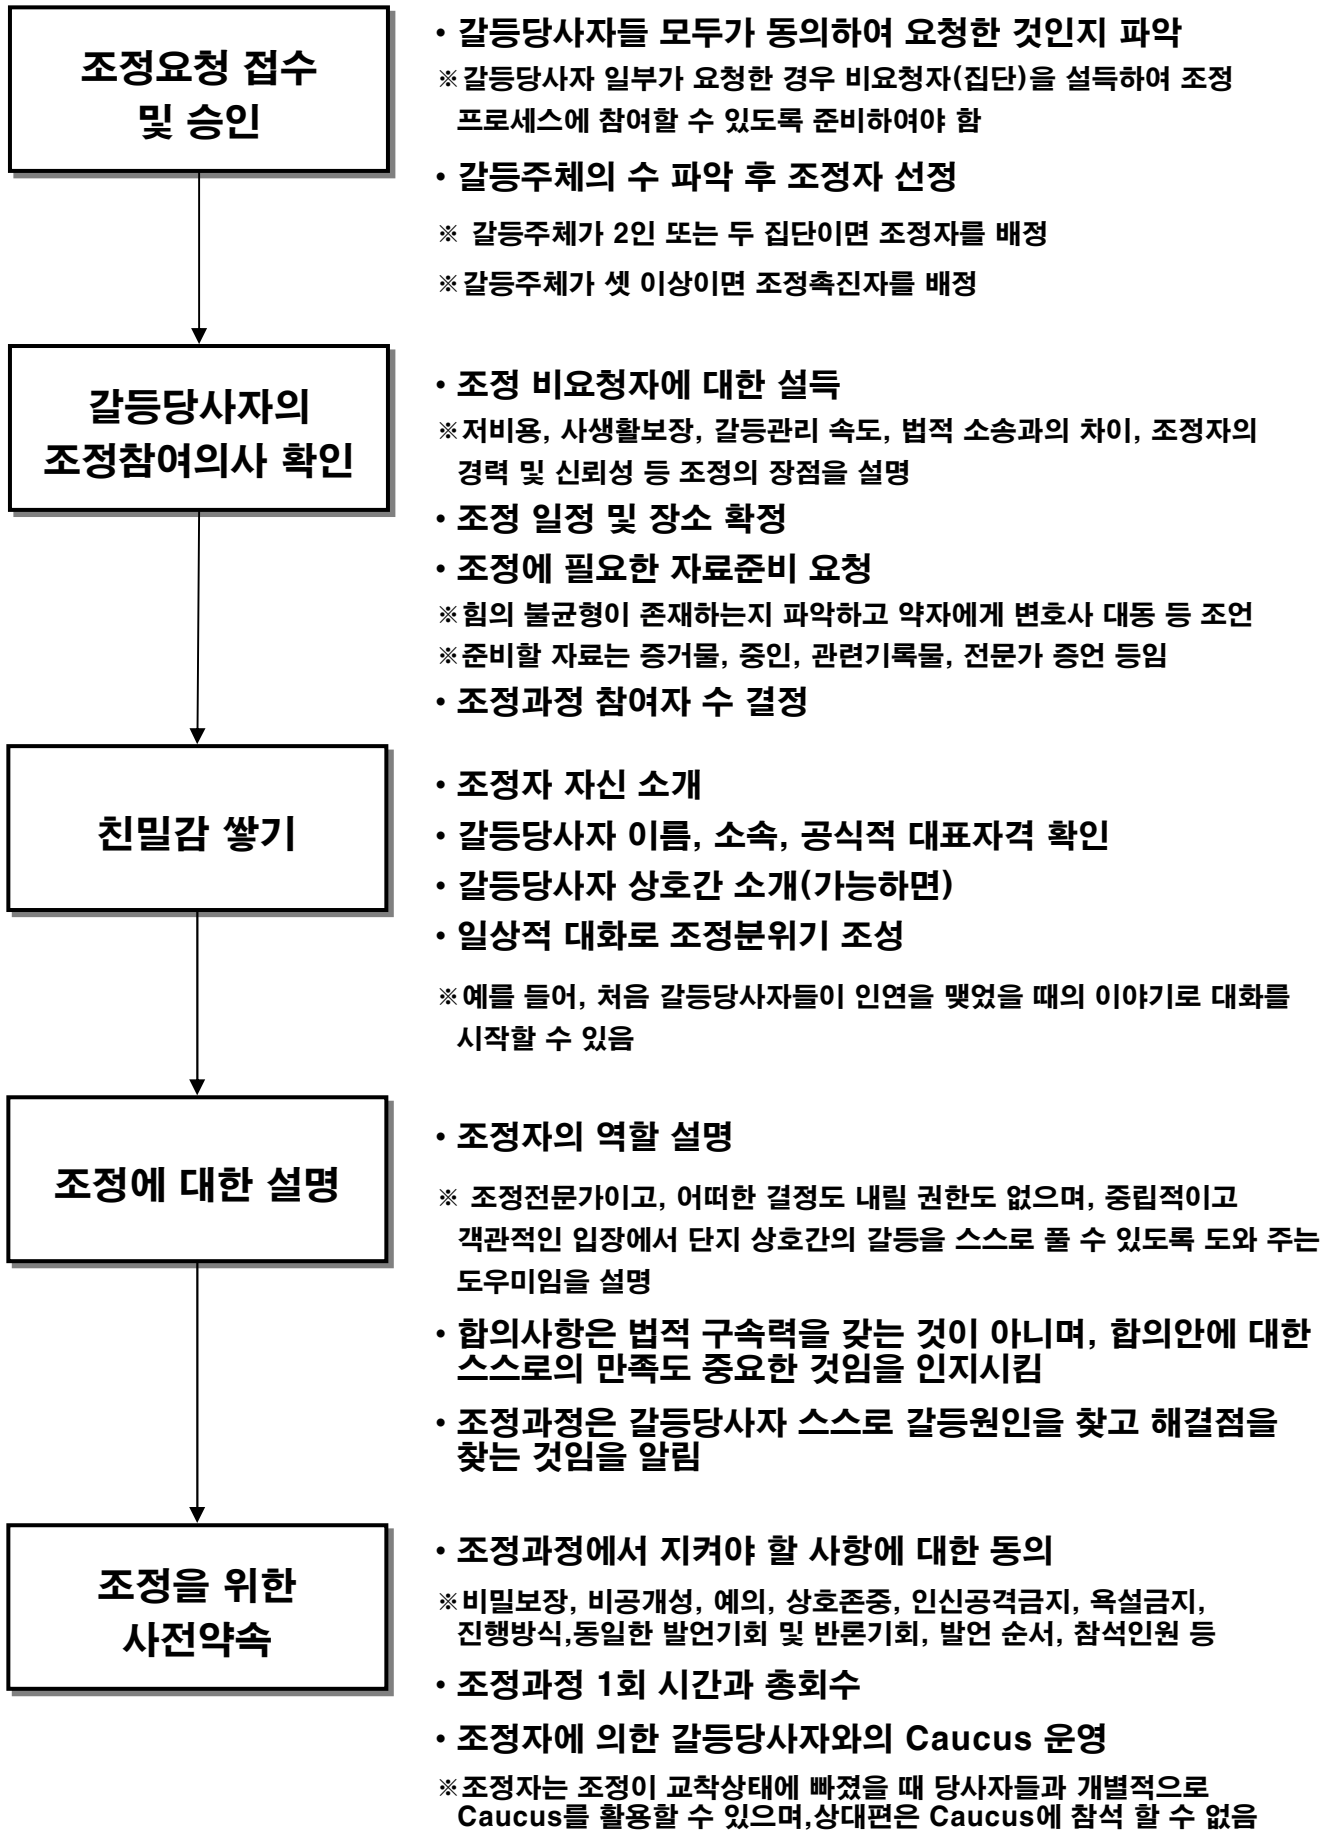 조정요청 접수
및 승인
• 갈등당사자들 모두가 동의하여 요청한 것인지 파악
※갈등당사자 일부가 요청한 경우 비요청자(집단)을 설득하여 조정
프로세스에 참여할 수 있도록 준비하여야 함
• 갈등주체의 수 파악 후 조정자 선정
※ 갈등주체가 2인 또는 두 집단이면 조정자를 배정
※갈등주체가 셋 이상이면 조정촉진자를 배정
갈등당사자의
조정참여의사 확인
• 조정 비요청자에 대한 설득
※저비용, 사생활보장, 갈등관리 속도, 법적 소송과의 차이, 조정자의
경력 및 신뢰성 등 조정의 장점을 설명
• 조정 일정 및 장소 확정
• 조정에 필요한 자료준비 요청
※힘의 불균형이 존재하는지 파악하고 약자에게 변호사 대동 등 조언
※준비할 자료는 증거물, 중인, 관련기록물, 전문가 증언 등임
• 조정과정 참여자 수 결정
친밀감 쌓기
• 조정자 자신 소개
• 갈등당사자 이름, 소속, 공식적 대표자격 확인
• 갈등당사자 상호간 소개(가능하면)
• 일상적 대화로 조정분위기 조성
※예를 들어, 처음 갈등당사자들이 인연을 맺었을 때의 이야기로 대화를
시작할 수 있음
조정에 대한 설명
• 조정자의 역할 설명
※ 조정전문가이고, 어떠한 결정도 내릴 권한도 없으며, 중립적이고
객관적인 입장에서 단지 상호간의 갈등을 스스로 풀 수 있도록 도와 주는
도우미임을 설명
• 합의사항은 법적 구속력을 갖는 것이 아니며, 합의안에 대한
스스로의 만족도 중요한 것임을 인지시킴
• 조정과정은 갈등당사자 스스로 갈등원인을 찾고 해결점을
찾는 것임을 알림
조정을 위한
사전약속
• 조정과정에서 지켜야 할 사항에 대한 동의
※비밀보장, 비공개성, 예의, 상호존중, 인신공격금지, 욕설금지,
진행방식,동일한 발언기회 및 반론기회, 발언 순서, 참석인원 등
• 조정과정 1회 시간과 총회수
• 조정자에 의한 갈등당사자와의 Caucus 운영
※조정자는 조정이 교착상태에 빠졌을 때 당사자들과 개별적으로
Caucus를 활용할 수 있으며,상대편은 Caucus에 참석 할 수 없음